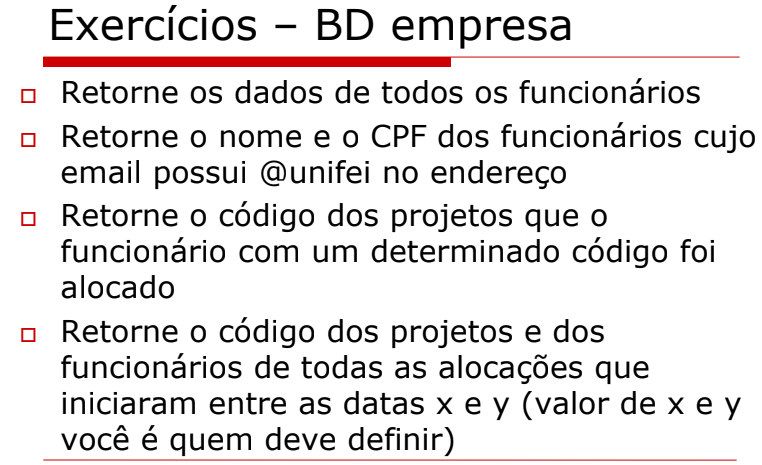 Exercícios – BD empresa
Retorne os dados de todos os funcionários
Retorne o nome e o CPF dos funcionários cujo
email possui @unifei no endereço
Retorne o código dos projetos que o
funcionário com um determinado código foi
alocado
Retorne o código dos projetos e dos
funcionários de todas as alocações que
iniciaram entre as datas x e y (valor de x e y
você é quem deve definir)